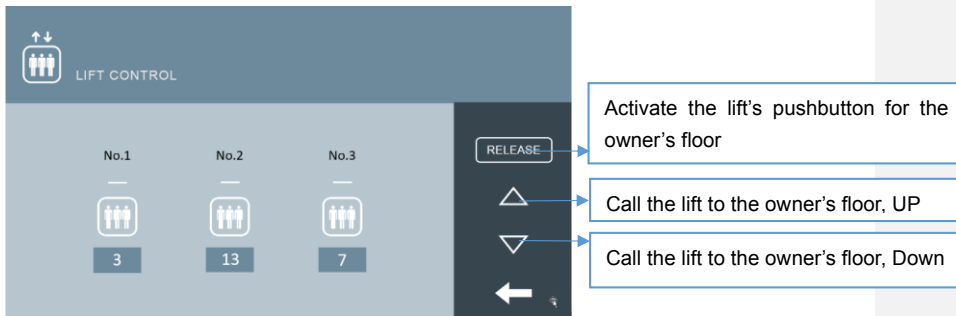 LIFT CONTROL
No.1 No.2 No.3
3 13 7
RELEASE
Activate the lift’s pushbutton for the
owner’s floor
Call the lift to the owner’s floor, UP
Call the lift to the owner’s floor, Down